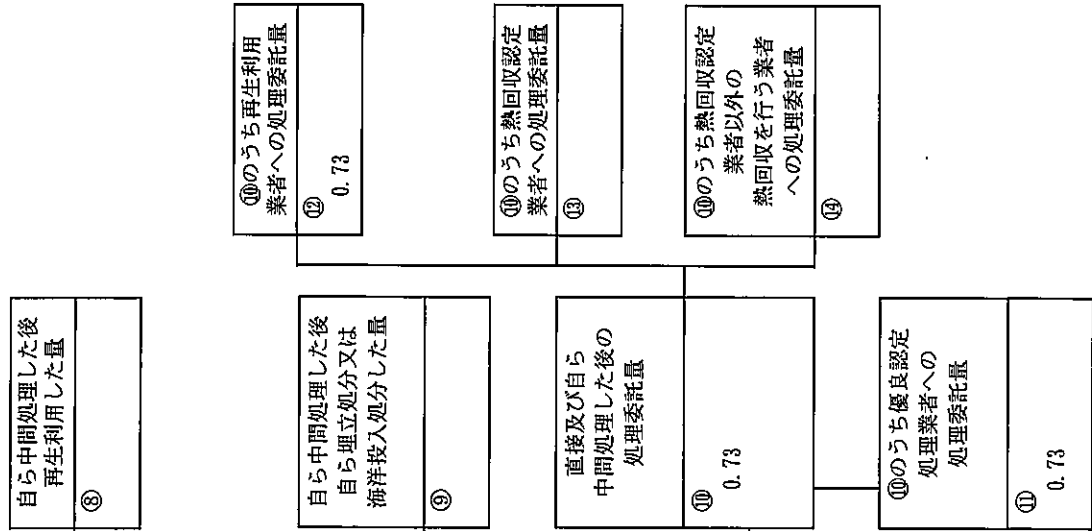 自ら中間処理した後
再生利用した量
⑧
自ら中間処理した後
自ら埋立処分又は
海洋投入処分した量
⑨
直接及び自ら
中間処理した後の
処理委託量
⑩
0.73
⑩のうち優良認定
処理業者への
処理委託量
⑪
0.73
⑩のうち再生利用
業者への処理委託量
⑫
0.73
⑩のうち熱回収認定
業者への処理委託量
⑬
⑩のうち熱回収認定
業者以外の
熱回収を行う業者
への処理委託量
⑭